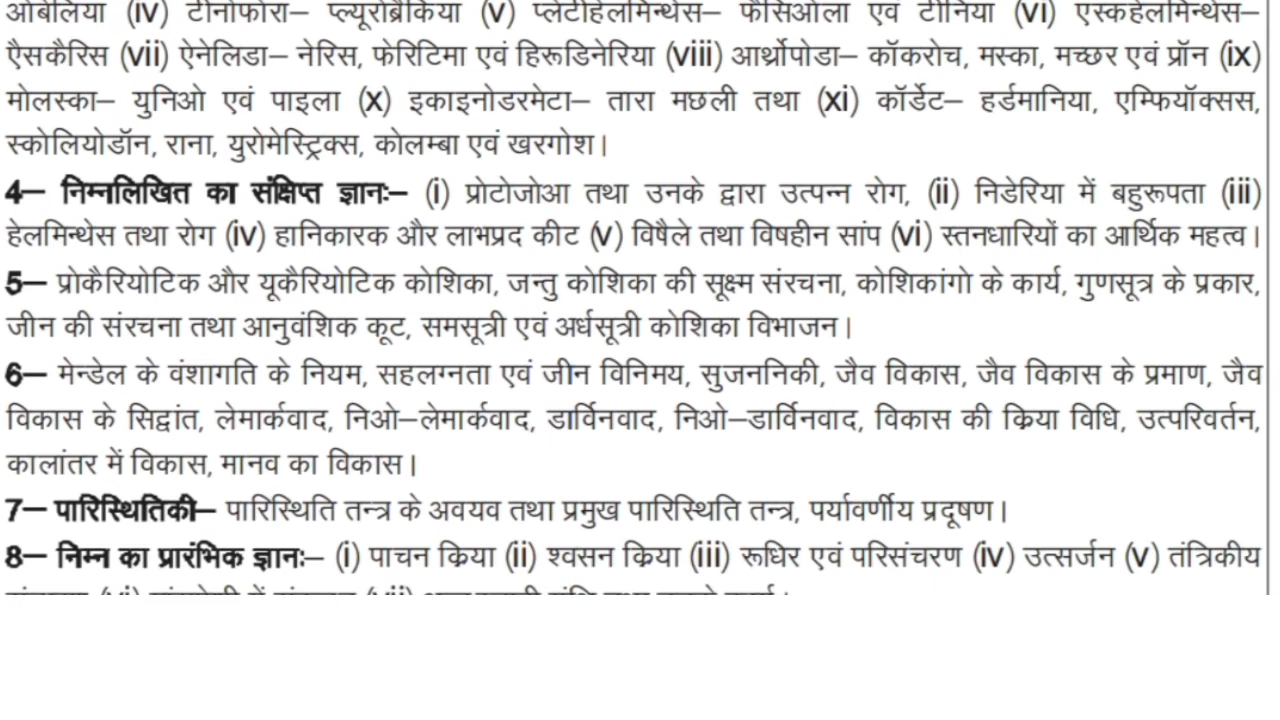 ओबेलिया (iv) टीनोफोरा– प्ल्यूरोब्रैकिया (v) प्लेटीहेलमिन्थेस– फैसिओला एवं टीनिया (vi) एस्कहेलमिन्थेस–
ऐसकैरिस (vii) ऐनेलिडा– नेरिस, फेरिटिमा एवं हिरूडिनेरिया (viii) आर्थोपोडा– कॉकरोच, मस्का, मच्छर एवं प्रॉन (ix)
मोलस्का– युनिओ एवं पाइला (x) इकाइनोडरमेटा– तारा मछली तथा (xi) कॉर्डेट– हर्डमानिया, एम्फियॉक्सस,
स्कोलियोडॉन, राना, युरोमेस्ट्रिक्स, कोलम्बा एवं खरगोश।
4– निम्नलिखित का संक्षिप्त ज्ञानः– (i) प्रोटोजोआ तथा उनके द्वारा उत्पन्न रोग, (ii) निडेरिया में बहुरूपता (iii)
हेलमिन्थेस तथा रोग (iv) हानिकारक और लाभप्रद कीट (v) विषैले तथा विषहीन सांप (vi) स्तनधारियों का आर्थिक महत्व।
5– प्रोकैरियोटिक और यूकैरियोटिक कोशिका, जन्तु कोशिका की सूक्ष्म संरचना, कोशिकांगो के कार्य, गुणसूत्र के प्रकार,
जीन की संरचना तथा आनुवंशिक कूट, समसूत्री एवं अर्धसूत्री कोशिका विभाजन।
6– मेन्डेल के वंशागति के नियम, सहलग्नता एवं जीन विनिमय, सुजननिकी, जैव विकास, जैव विकास के प्रमाण, जैव
विकास के सिद्वांत, लेमार्कवाद, निओ–लेमार्कवाद, डार्विनवाद, निओ–डार्विनवाद, विकास की क्रिया विधि, उत्परिवर्तन,
कालांतर में विकास, मानव का विकास।
7– पारिस्थितिकी– पारिस्थिति तन्त्र के अवयव तथा प्रमुख पारिस्थिति तन्त्र, पर्यावर्णीय प्रदूषण।
8– निम्न का प्रारंभिक ज्ञानः– (i) पाचन क्रिया (ii) श्वसन क्रिया (iii) रूधिर एवं परिसंचरण (iv) उत्सर्जन (v) तंत्रिकीय